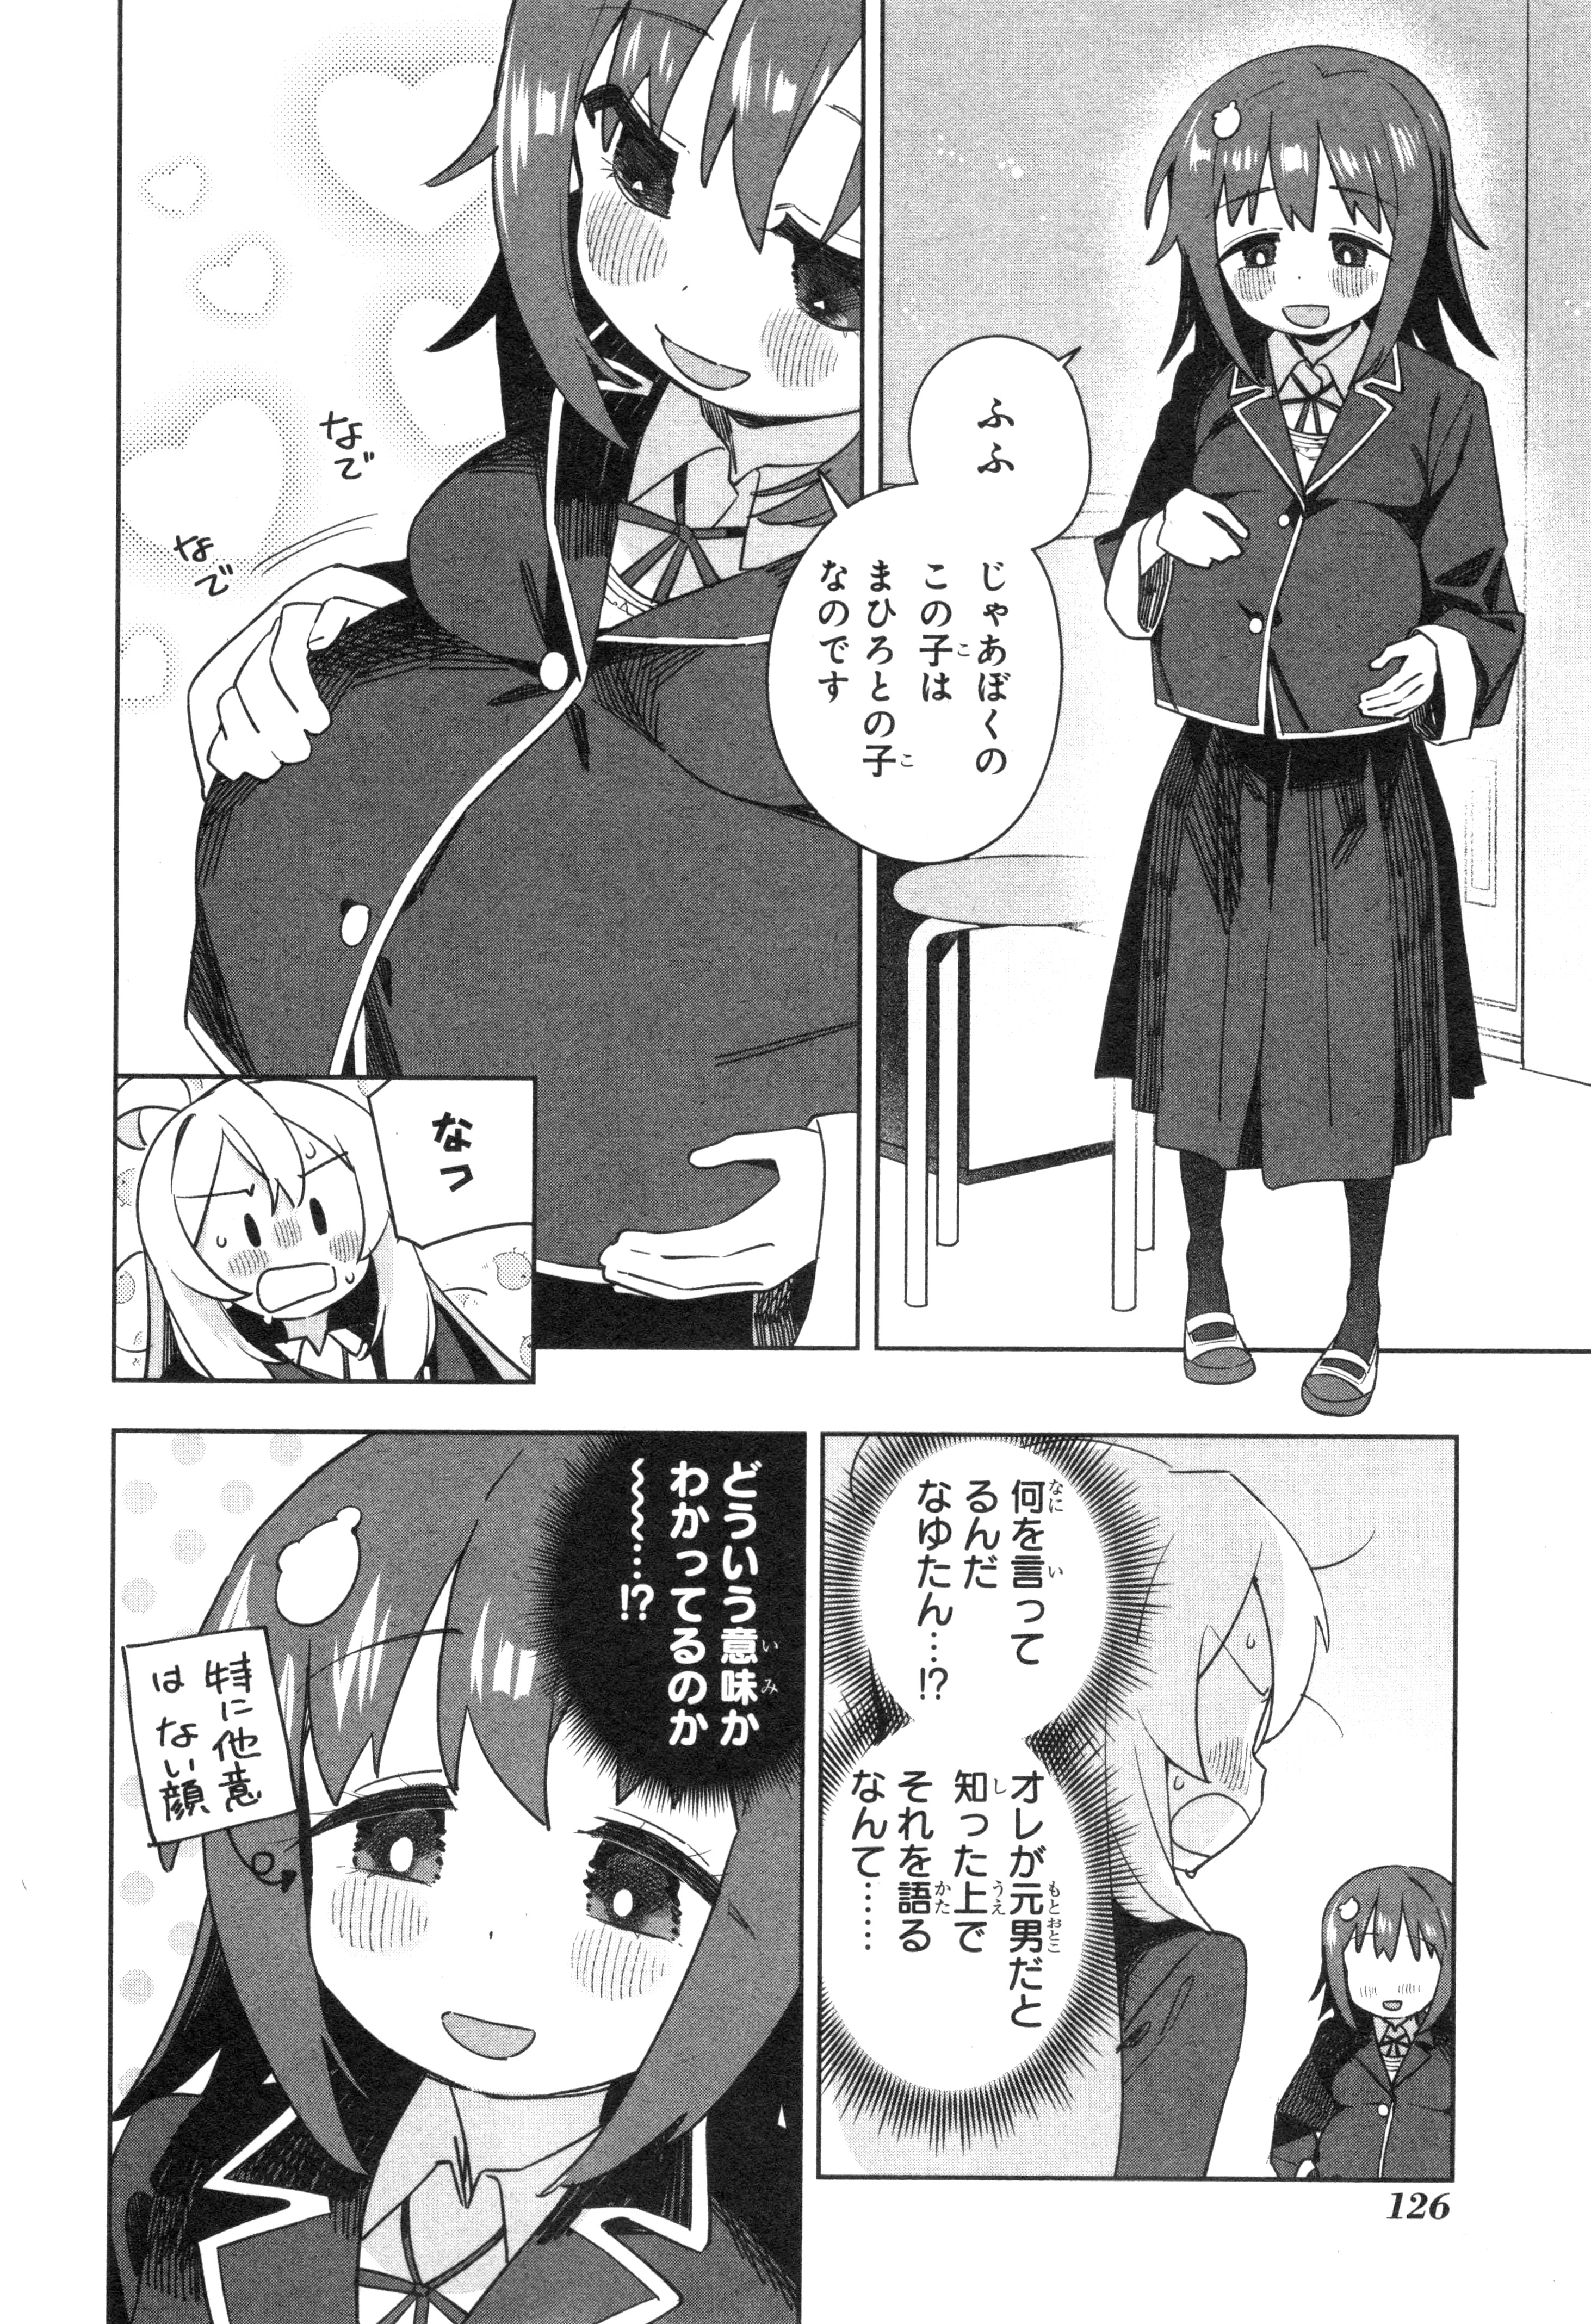 ふふ
じゃあぼくの
この子は
まひろとの子
なのです
なで
なで
なっ
何を言って
るんだ
なゆたん…!?
オレが元男だと
知った上で
それを語る
なんて……
どういう意味か
わかってるのか
〜〜〜……!?
特に他意
はない顔
126